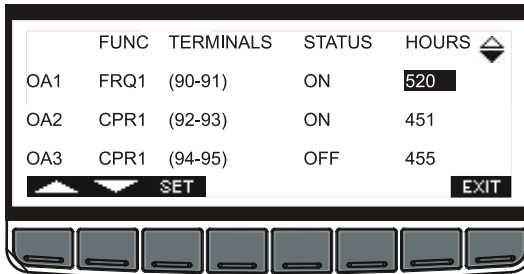 FUNC TERMINALS STATUS HOURS
OA1 FRQ1 (90-91) ON 520
OA2 CPR1 (92-93) ON 451
OA3 CPR1 (94-95) OFF 455
SET EXIT